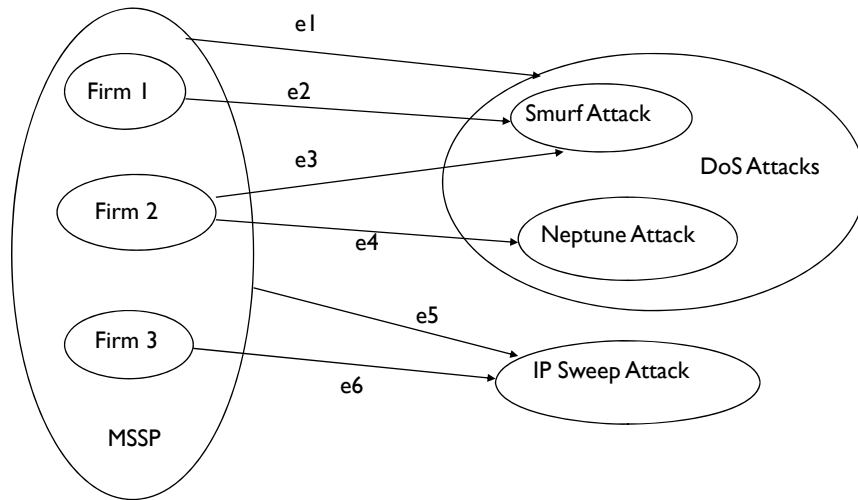 e1
Firm 1
e2
Smurf Attack
e3
DoS Attacks
Firm 2
e4
Neptune Attack
e5
Firm 3
IP Sweep Attack
e6
MSSP